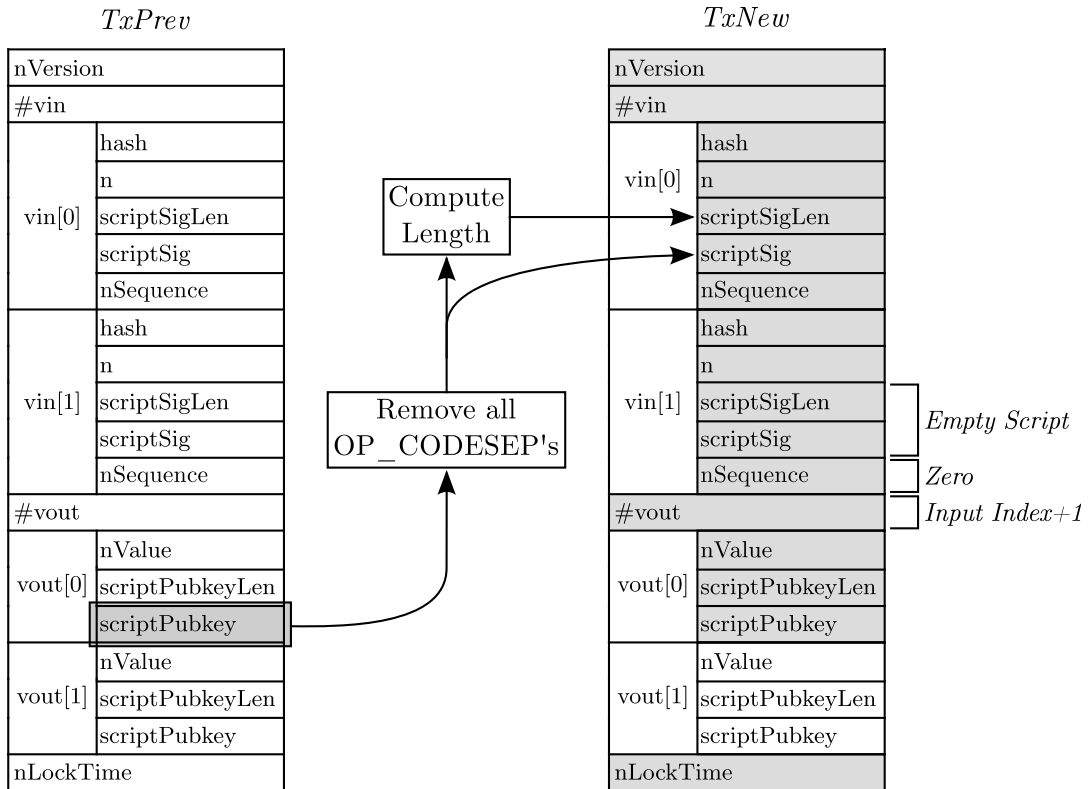 TxPrev
nVersion
#vin
vin[0]
hash
n
scriptSigLen
scriptSig
nSequence
vin[1]
hash
n
scriptSigLen
scriptSig
nSequence
#vout
vout[0]
nValue
scriptPubkeyLen
scriptPubkey
vout[1]
nValue
scriptPubkeyLen
scriptPubkey
nLockTime
Compute
Length
Remove all
OP_CODESEP's
TxNew
nVersion
#vin
vin[0]
hash
n
scriptSigLen
scriptSig
nSequence
vin[1]
hash
n
scriptSigLen
scriptSig
nSequence
#vout
vout[0]
nValue
scriptPubkeyLen
scriptPubkey
vout[1]
nValue
scriptPubkeyLen
scriptPubkey
nLockTime
Empty Script
Zero
Input Index+1